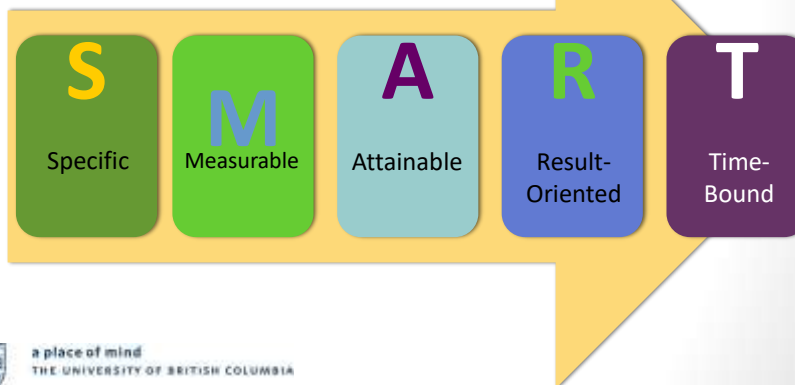 S
M
A
R
T
Specific
Measurable
Attainable
Result-
Oriented
Time-
Bound
a place of mind
THE UNIVERSITY OF BRITISH COLUMBIA